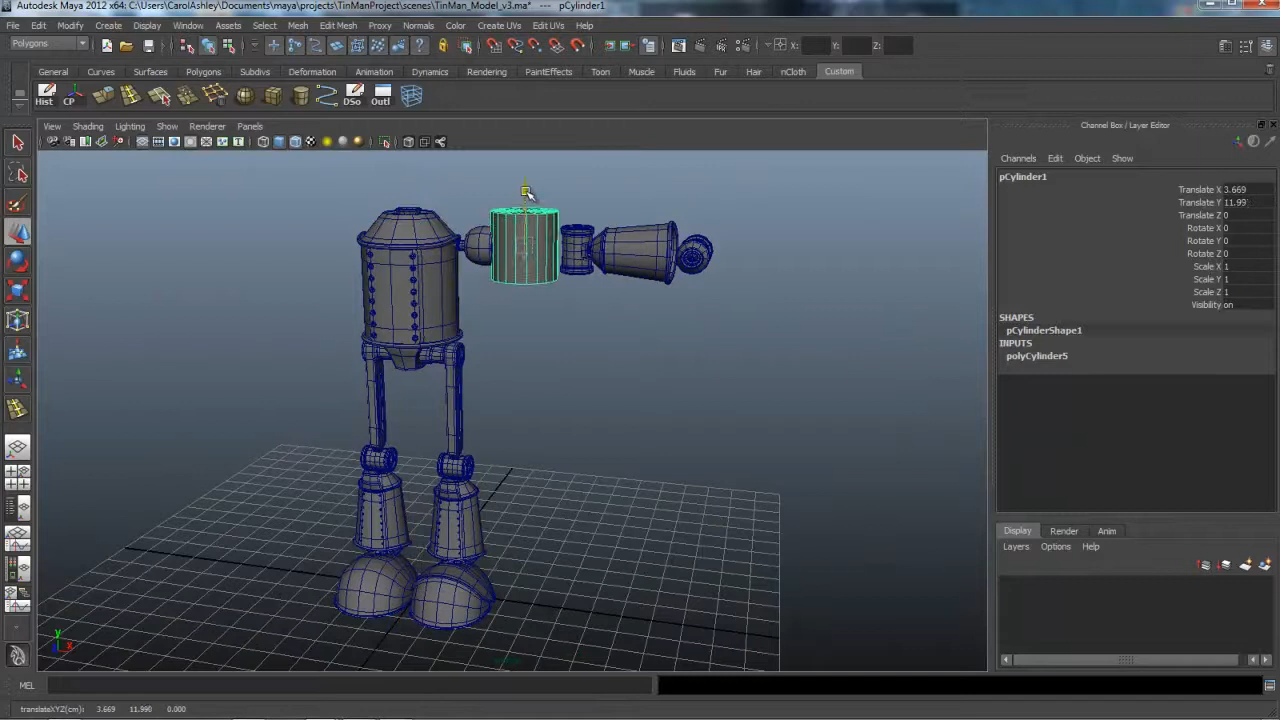 Autodesk Maya 2012 x64: C:\Users\CarolAshley\Documents\maya\projects\TinManProject\scenes\TinMan_Model_v3.ma* --- pCylinder1
File Edit Modify Create Display Window Assets Select Mesh Edit Mesh Proxy Normals Color Create UVs Edit UVs Help
Polygons X: Y: Z:
General Curves Surfaces Polygons Subdivs Deformation Animation Dynamics Rendering PaintEffects Toon Muscle Fluids Fur Hair nCloth Custom
Hist CP DSo Outl
View Shading Lighting Show Renderer Panels
Channel Box / Layer Editor
Channels Edit Object Show
pCylinder1
Translate X 3.669
Translate Y 11.99
Translate Z 0
Rotate X 0
Rotate Y 0
Rotate Z 0
Scale X 1
Scale Y 1
Scale Z 1
Visibility on
SHAPES
pCylinderShape1
INPUTS
polyCylinder5
Display Render Anim
Layers Options Help
y
x
MEL
translateXYZ(cm): 3.669 11.990 0.000